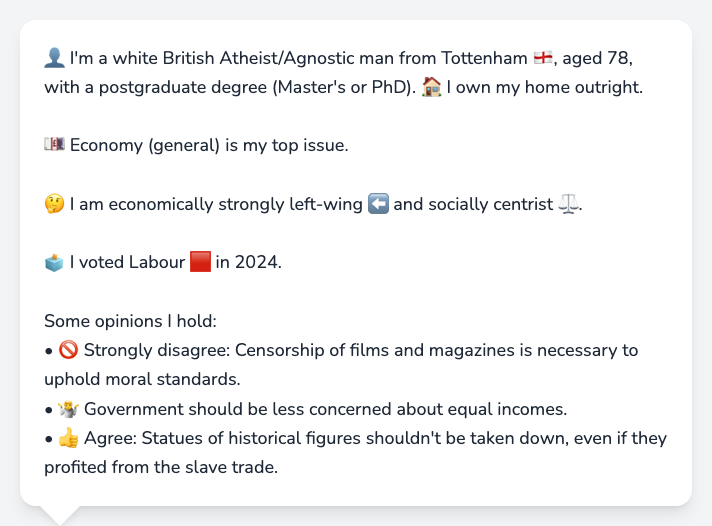 👤 I'm a white British Atheist/Agnostic man from Tottenham 🏴󠁧󠁢󠁥󠁮󠁧󠁿, aged 78,
with a postgraduate degree (Master's or PhD). 🏠 I own my home outright.
💷 Economy (general) is my top issue.
🤔 I am economically strongly left-wing ⬅️ and socially centrist ⚖️.
🗳️ I voted Labour 🟥 in 2024.
Some opinions I hold:
• 🚫 Strongly disagree: Censorship of films and magazines is necessary to
uphold moral standards.
• 🤷 Government should be less concerned about equal incomes.
• 👍 Agree: Statues of historical figures shouldn't be taken down, even if they
profited from the slave trade.